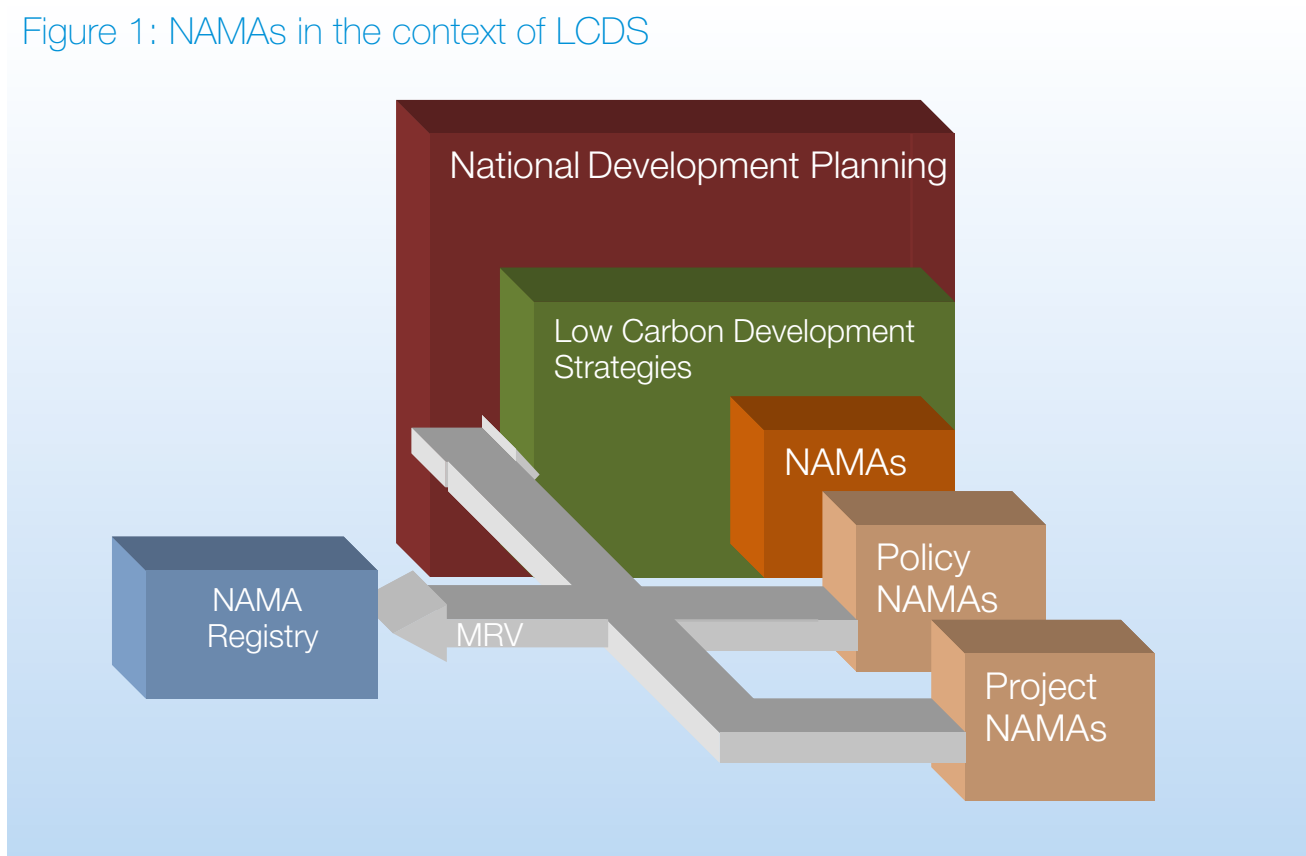 Figure 1: NAMAs in the context of LCDS
National Development Planning
Low Carbon Development
Strategies
NAMAs
Policy
NAMAs
NAMA
Registry
MRV
Project
NAMAs